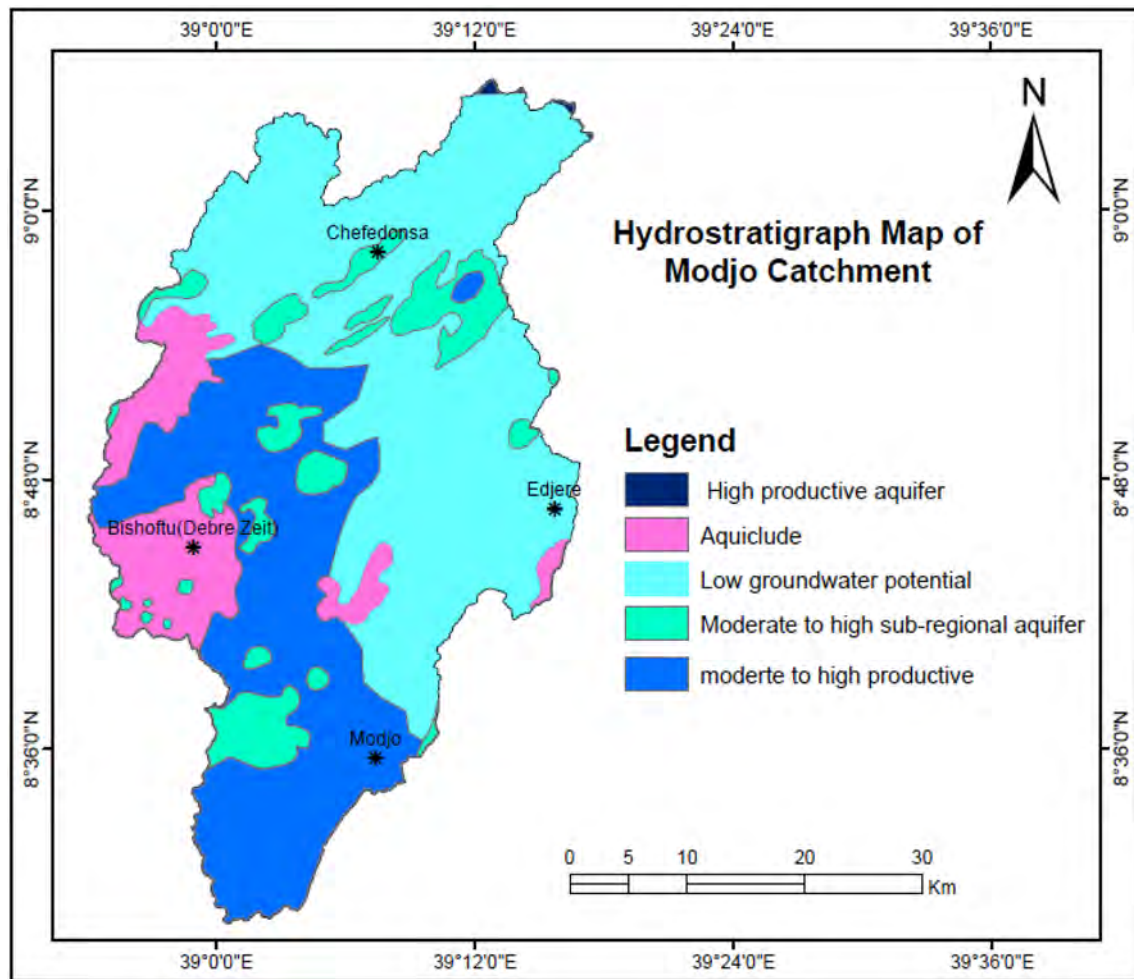 39°0'0"E 39°12'0"E 39°24'0"E 39°36'0"E
N
9°0'0"N 9°0'0"N
Chefedonsa
Hydrostratigraph Map of
Modjo Catchment
Legend
High productive aquifer
Aquiclude
Low groundwater potential
Moderate to high sub-regional aquifer
moderte to high productive
8°48'0"N 8°48'0"N
Edjere
Bishoftu(Debre Zeit)
8°36'0"N 8°36'0"N
Modjo
0 5 10 20 30
Km
39°0'0"E 39°12'0"E 39°24'0"E 39°36'0"E